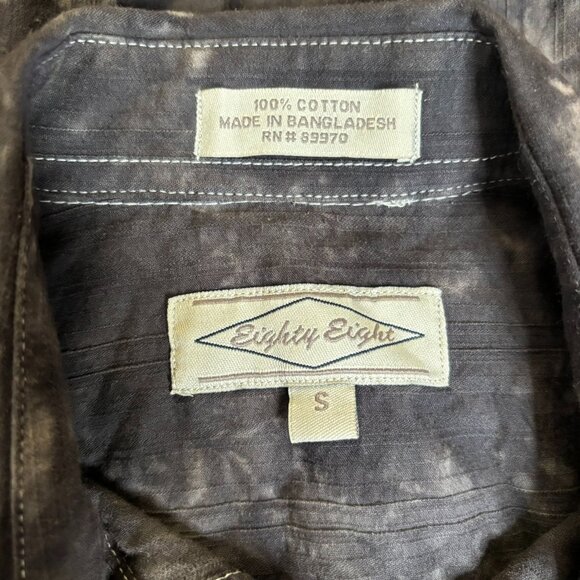 100% COTTON
MADE IN BANGLADESH
RN# 89970
Eighty Eight
S